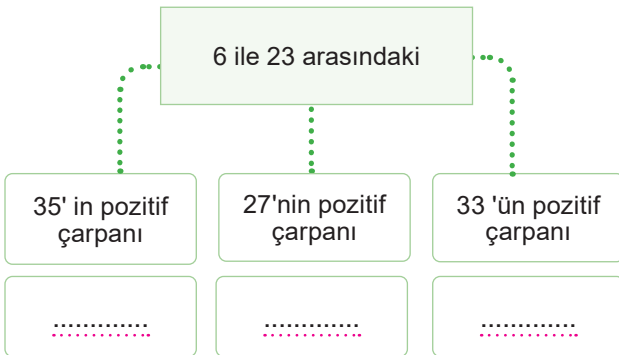 6 ile 23 arasındaki
35' in pozitif
çarpanı
27'nin pozitif
çarpanı
33 'ün pozitif
çarpanı
.............
.............
.............